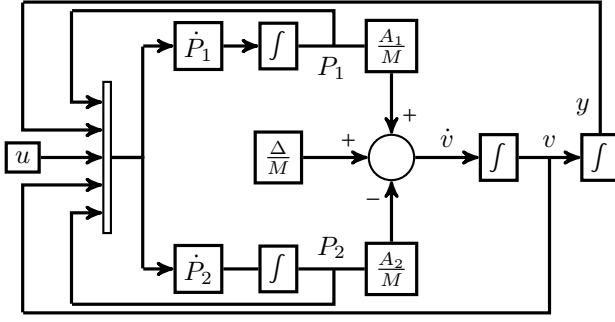 Ṗ₁ ∫ A₁/M
P₁
y
+
u Δ/M + v̇ ∫ v ∫
−
P₂
Ṗ₂ ∫ A₂/M